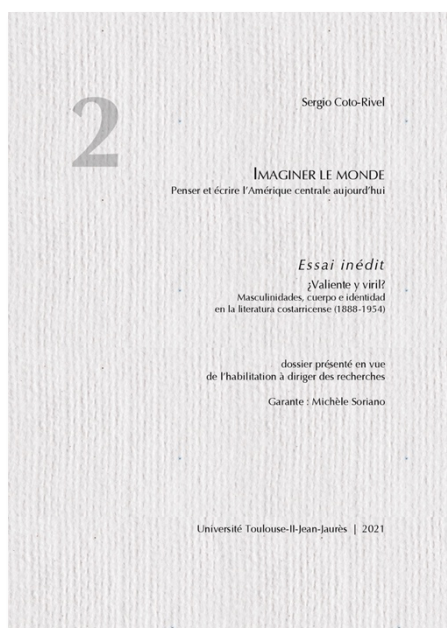 2
Sergio Coto-Rivel
IMAGINER LE MONDE
Penser et écrire l'Amérique centrale aujourd'hui
Essai inédit
¿Valiente y viril?
Masculinidades, cuerpo e identidad
en la literatura costarricense (1888-1954)
dossier présenté en vue
de l'habilitation à diriger des recherches
Garante : Michèle Soriano
Université Toulouse-II-Jean-Jaurès | 2021